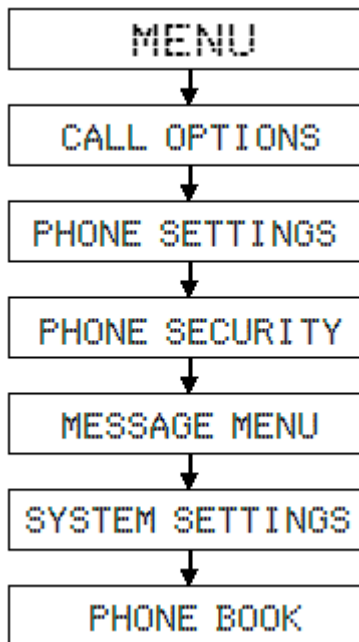 MENU
CALL OPTIONS
PHONE SETTINGS
PHONE SECURITY
MESSAGE MENU
SYSTEM SETTINGS
PHONE BOOK